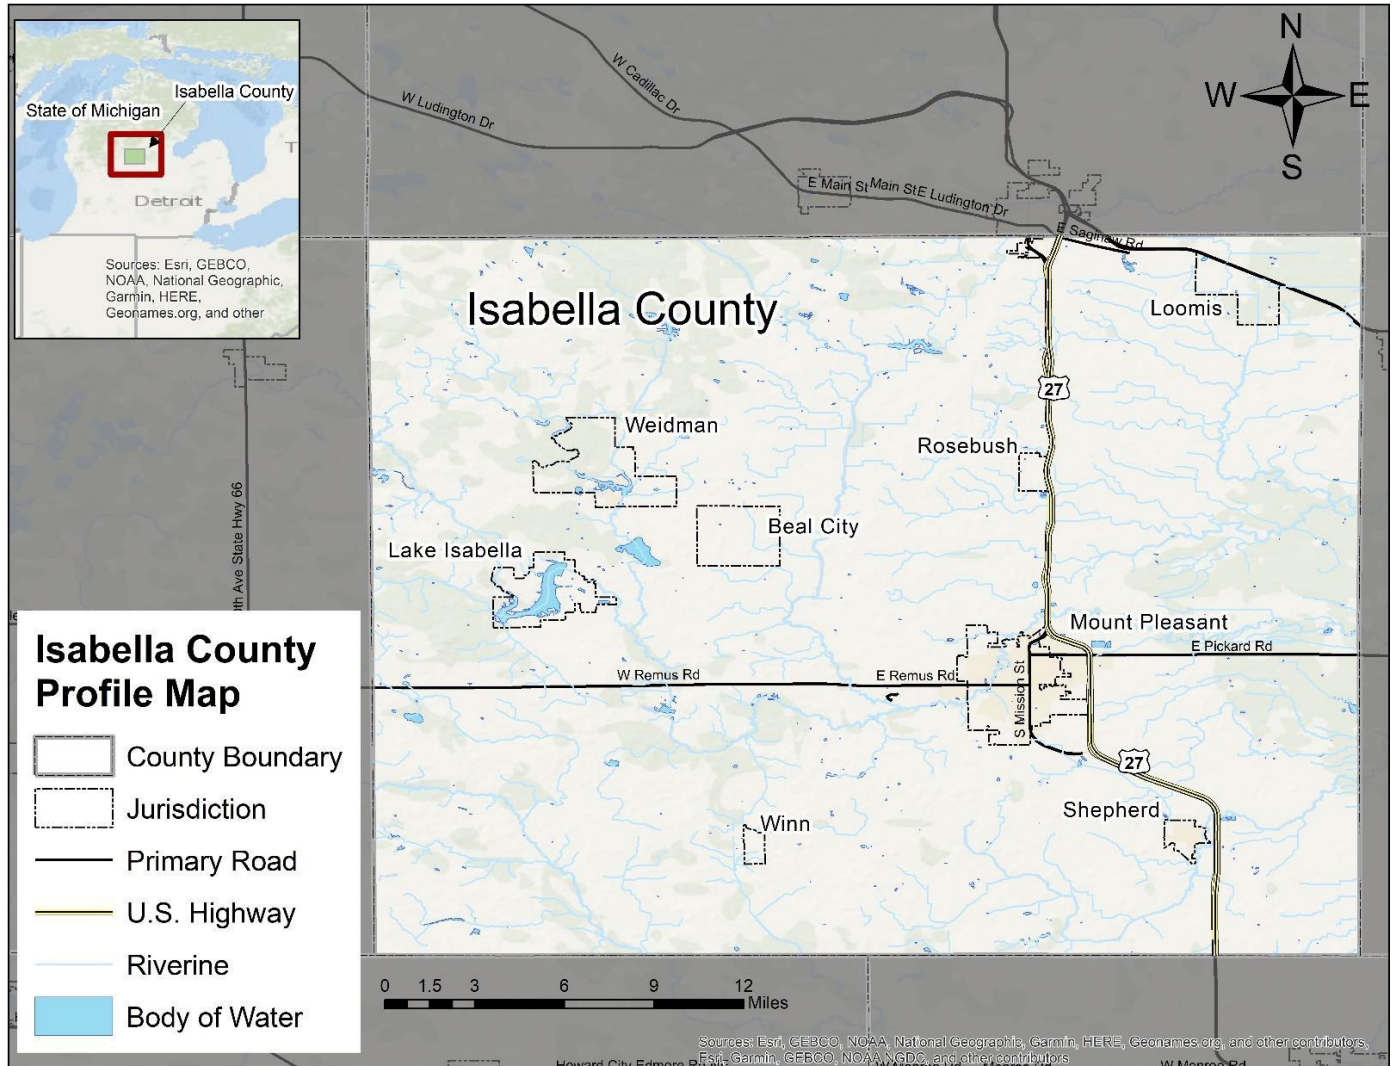 State of Michigan
Isabella County
Detroit
Sources: Esri, GEBCO,
NOAA, National Geographic,
Garmin, HERE,
Geonames.org, and other
N
W E
S
W Cadillac Dr
W Ludington Dr
E Main St
Main St
E Ludington Dr
E Saginaw Rd
Isabella County
Loomis
27
Weidman
Rosebush
Beal City
Lake Isabella
Ave State Hwy 66
Mount Pleasant
E Pickard Rd
W Remus Rd
E Remus Rd
S Mission St
27
Shepherd
Winn
Isabella County
Profile Map
County Boundary
Jurisdiction
Primary Road
U.S. Highway
Riverine
Body of Water
0 1.5 3 6 9 12
Miles
Sources: Esri, GEBCO, NOAA, National Geographic, Garmin, HERE, Geonames.org, and other contributors,
Esri, Garmin, GEBCO, NOAA NGDC, and other contributors
Howard City Edmore Rd
W Monroe Rd